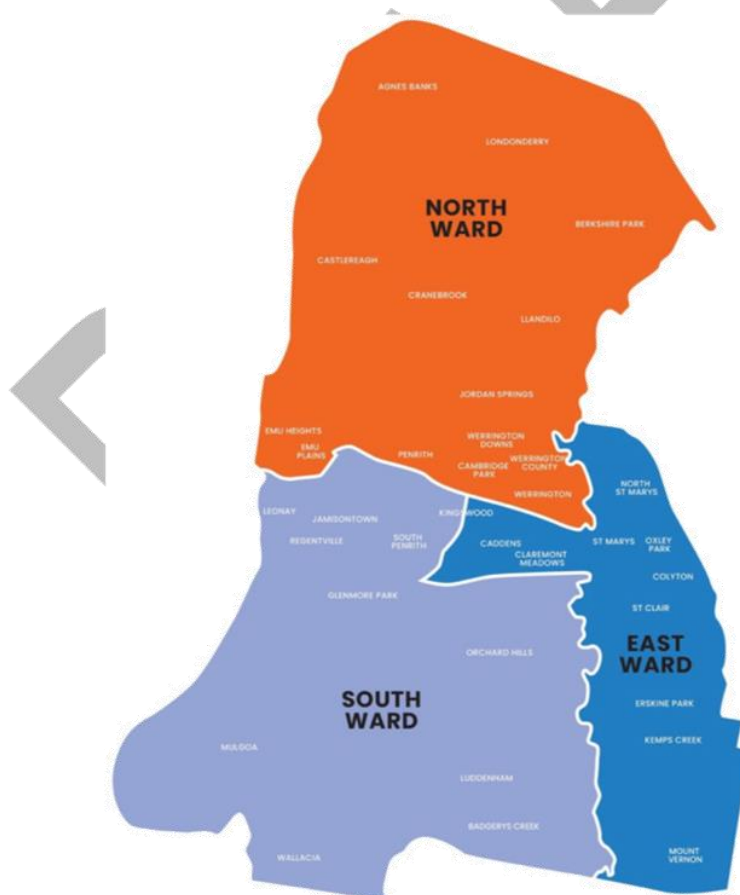 AGNES BANKS
LONDONDERRY
NORTH
WARD
BERKSHIRE PARK
CASTLEREAGH
CRANEBROOK
LLANDILO
JORDAN SPRINGS
EMU HEIGHTS
EMU
PLAINS
PENRITH
WERRINGTON
DOWNS
WERRINGTON
COUNTY
CAMBRIDGE
PARK
WERRINGTON
NORTH
ST MARYS
LEONAY
JAMISONTOWN
KINGSWOOD
REGENTVILLE
SOUTH
PENRITH
CADDENS
CLAREMONT
MEADOWS
ST MARYS
OXLEY
PARK
COLYTON
GLENMORE PARK
ST CLAIR
EAST
WARD
ORCHARD HILLS
SOUTH
WARD
ERSKINE PARK
KEMPS CREEK
MULGOA
LUDDENHAM
BADGERYS CREEK
WALLACIA
MOUNT
VERNON